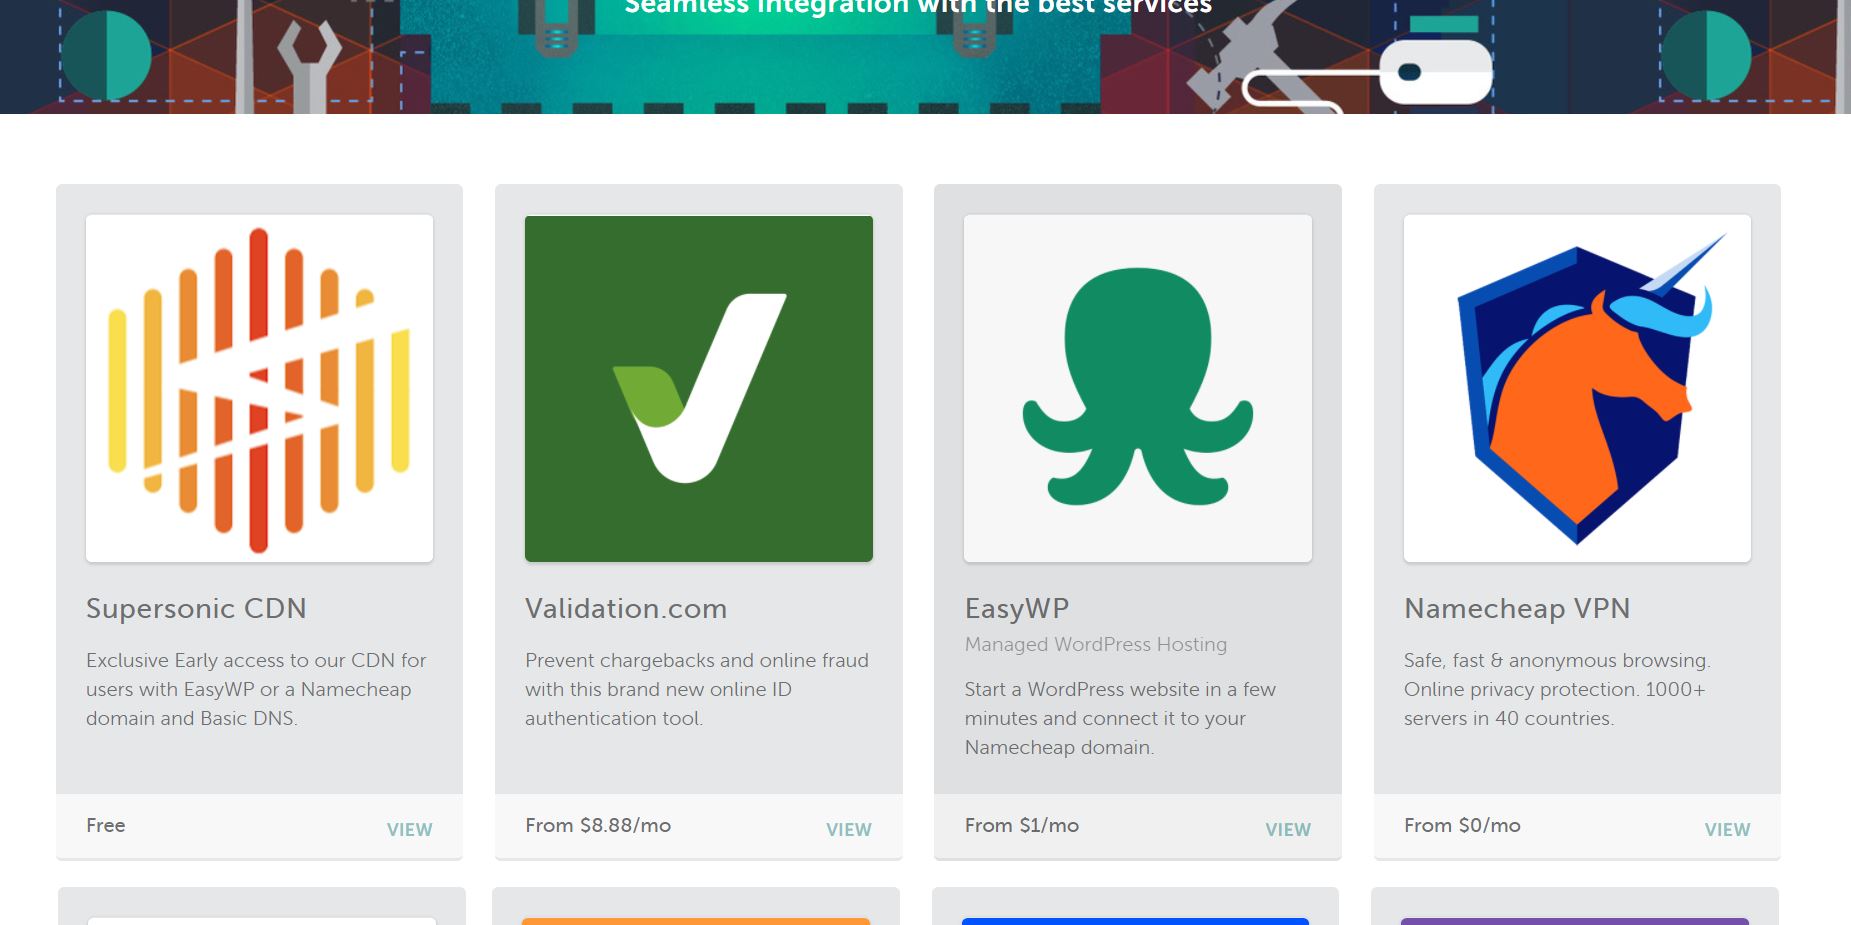 Seamless integration with the best services
Supersonic CDN
Exclusive Early access to our CDN for
users with EasyWP or a Namecheap
domain and Basic DNS.
Free
VIEW
Validation.com
Prevent chargebacks and online fraud
with this brand new online ID
authentication tool.
From $8.88/mo
VIEW
EasyWP
Managed WordPress Hosting
Start a WordPress website in a few
minutes and connect it to your
Namecheap domain.
From $1/mo
VIEW
Namecheap VPN
Safe, fast & anonymous browsing.
Online privacy protection. 1000+
servers in 40 countries.
From $0/mo
VIEW